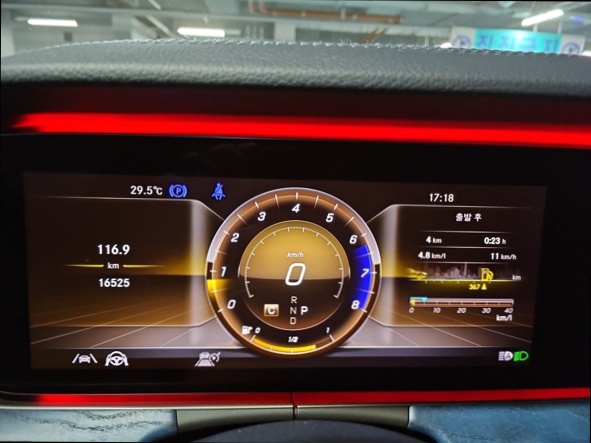 29.5°C
P
17:18
출발 후
4 km 0:23 h
4.8 km/l 11 km/h
km
367
0 10 20 30 40
km/l
116.9
km
16525
0 1 2 3 4 5 6 7 8
km/h
0
R
N P
D
C
0 1/2 1